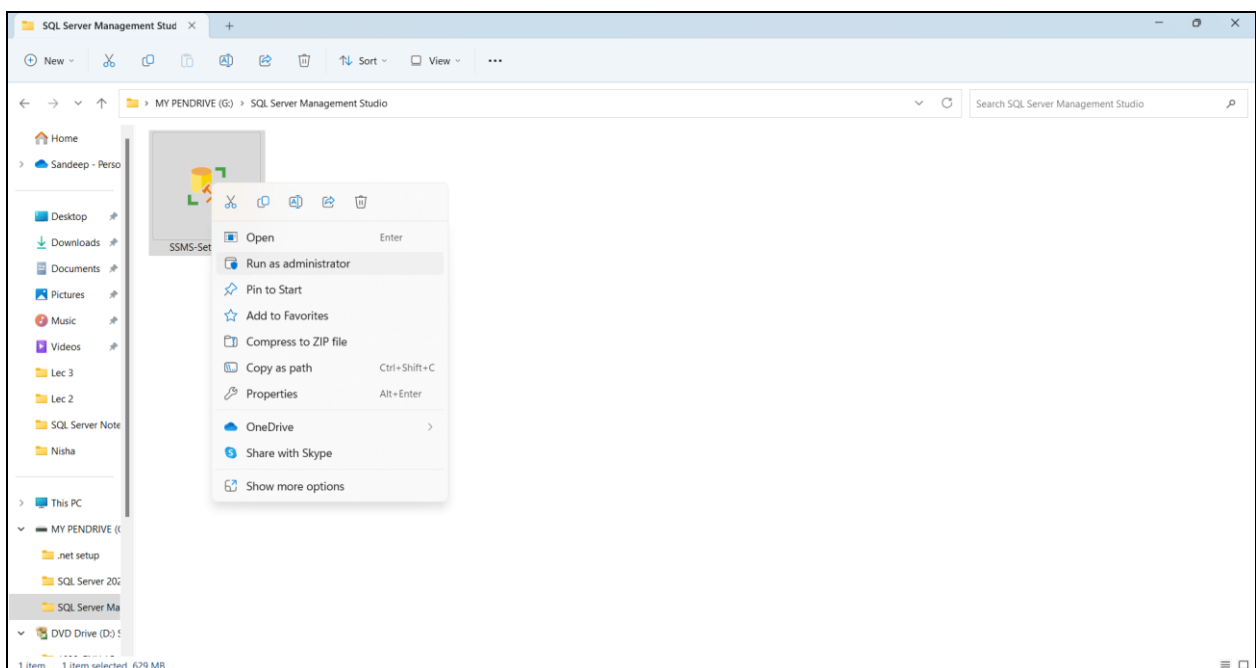 SQL Server Management Stud
New
Sort
View
MY PENDRIVE (G:) > SQL Server Management Studio
Search SQL Server Management Studio
Home
Sandeep - Perso
Desktop
Downloads
Documents
Pictures
Music
Videos
Lec 3
Lec 2
SQL Server Note
Nisha
This PC
MY PENDRIVE (G
.net setup
SQL Server 202
SQL Server Ma
DVD Drive (D:) S
SSMS-Set
Open Enter
Run as administrator
Pin to Start
Add to Favorites
Compress to ZIP file
Copy as path Ctrl+Shift+C
Properties Alt+Enter
OneDrive
Share with Skype
Show more options
1 item 1 item selected 629 MB